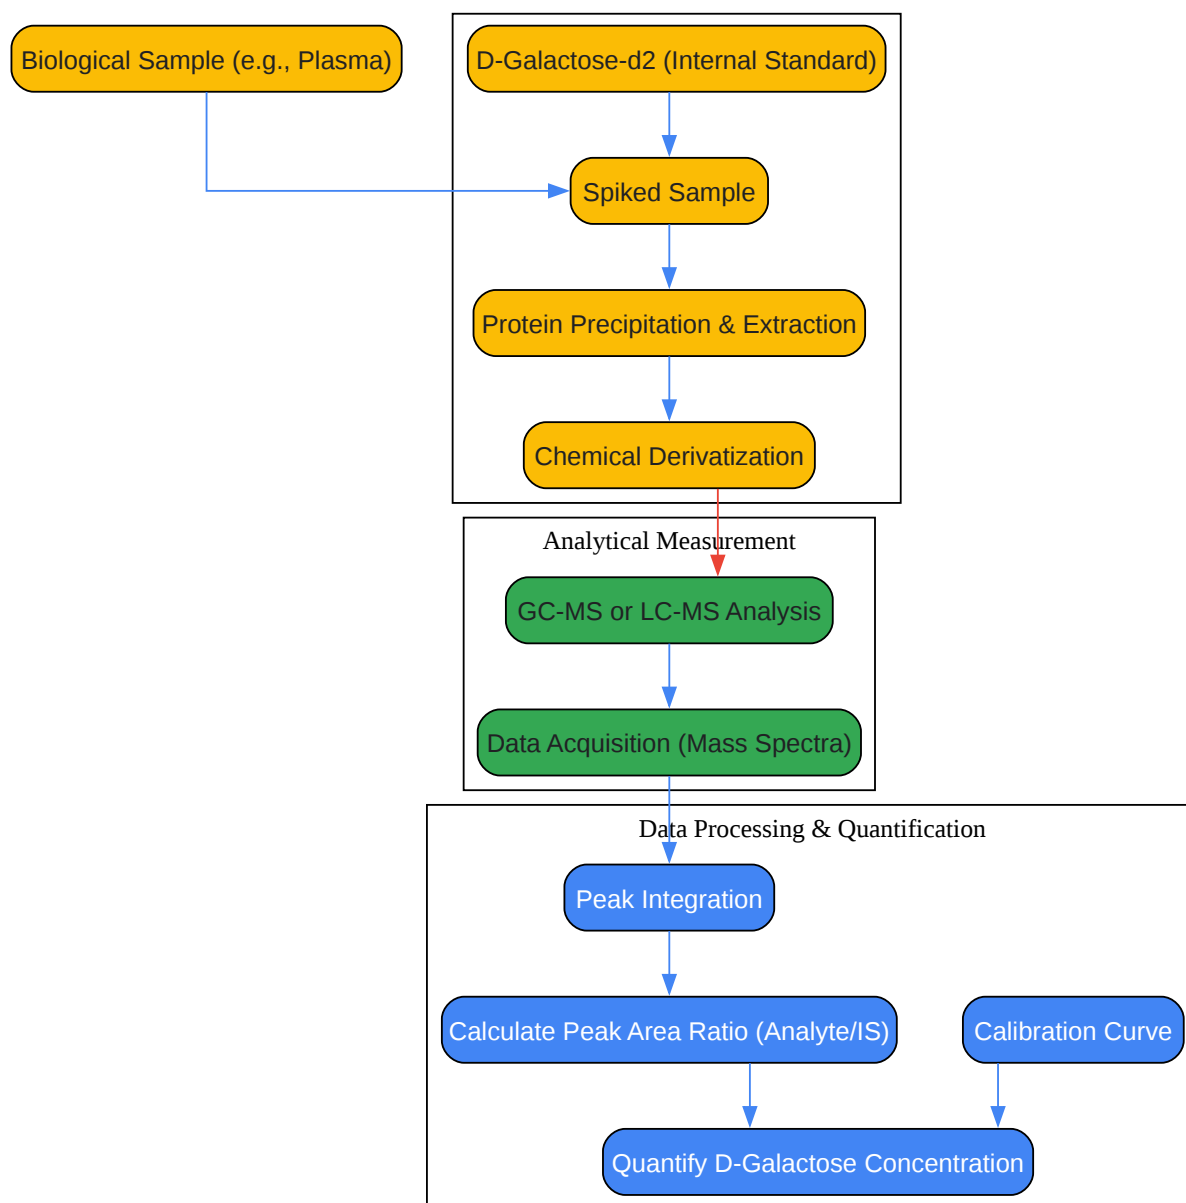 Biological Sample (e.g., Plasma)
D-Galactose-d2 (Internal Standard)
Spiked Sample
Protein Precipitation & Extraction
Chemical Derivatization
Analytical Measurement
GC-MS or LC-MS Analysis
Data Acquisition (Mass Spectra)
Data Processing & Quantification
Peak Integration
Calculate Peak Area Ratio (Analyte/IS)
Calibration Curve
Quantify D-Galactose Concentration